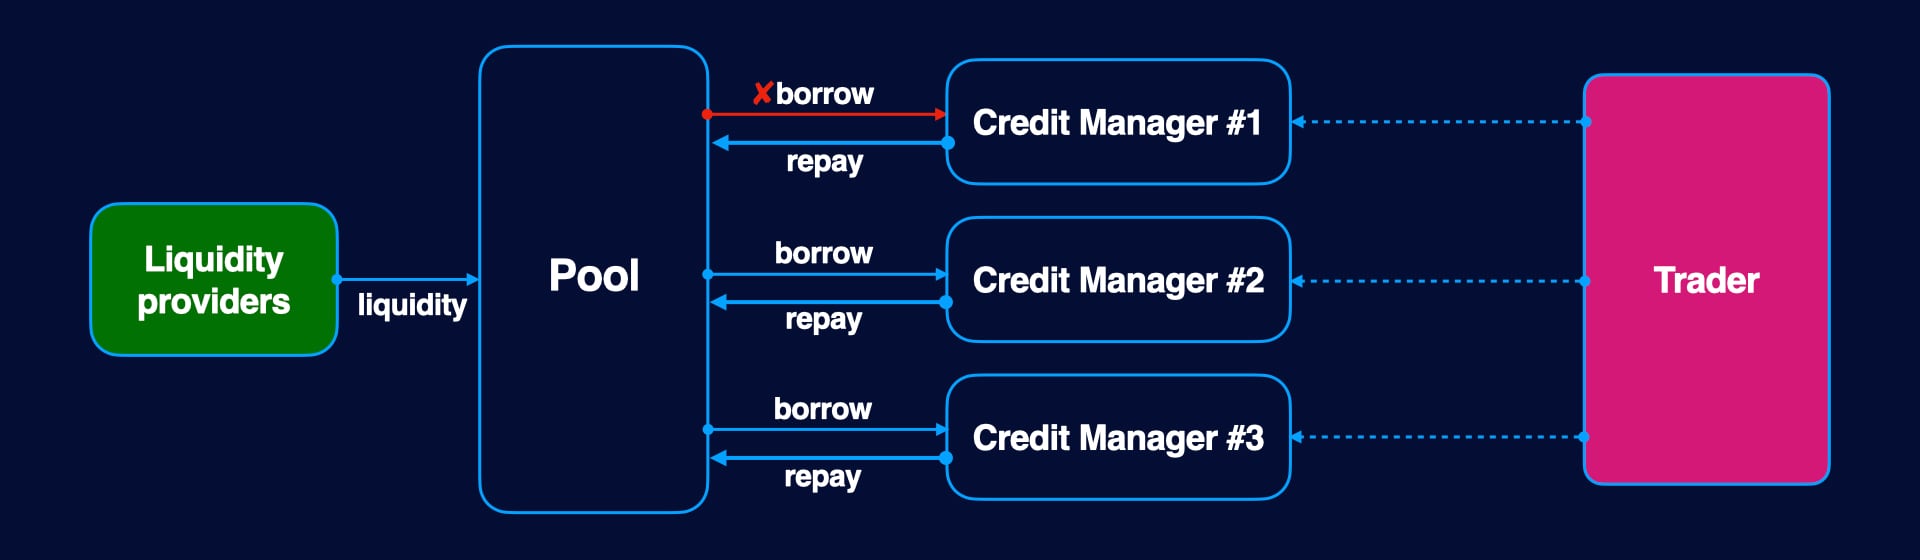 Liquidity
providers
liquidity
Pool
✘borrow
repay
borrow
repay
borrow
repay
Credit Manager #1
Credit Manager #2
Credit Manager #3
Trader